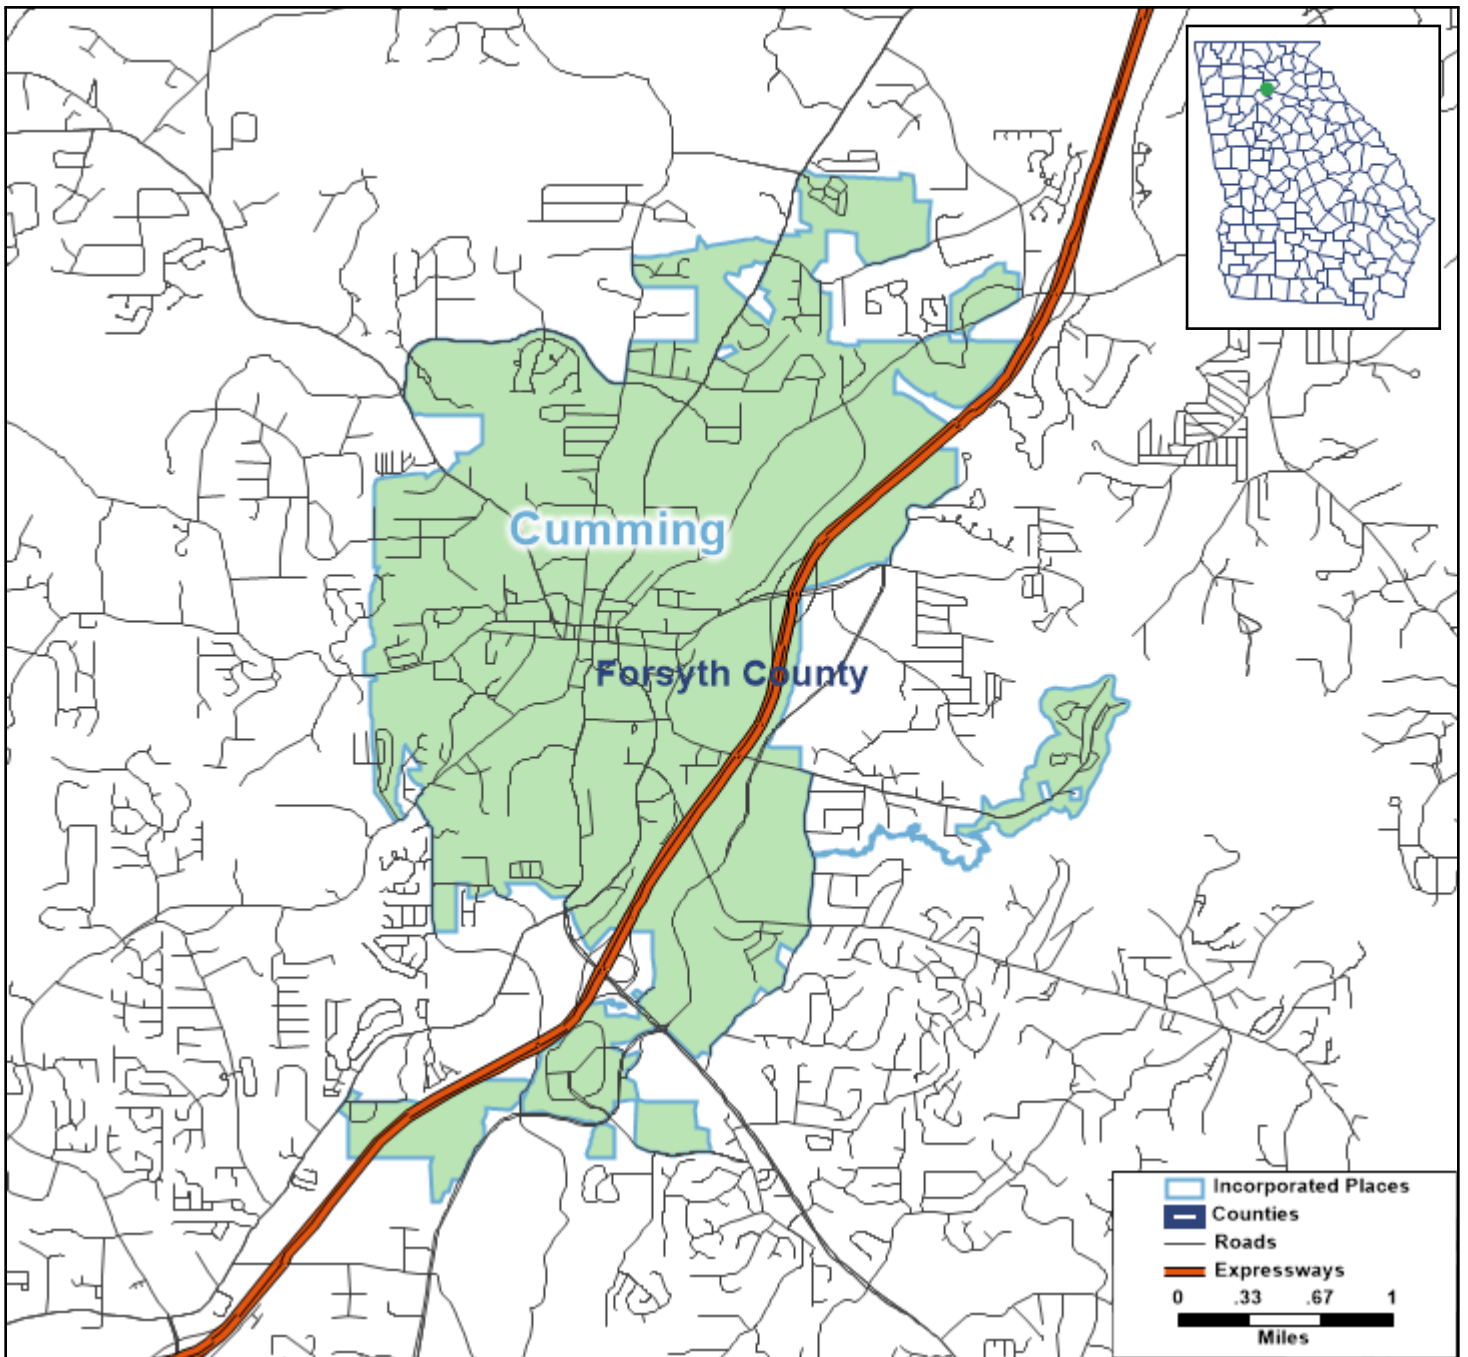 Cumming
Forsyth County
Incorporated Places
Counties
Roads
Expressways
0 .33 .67 1
Miles